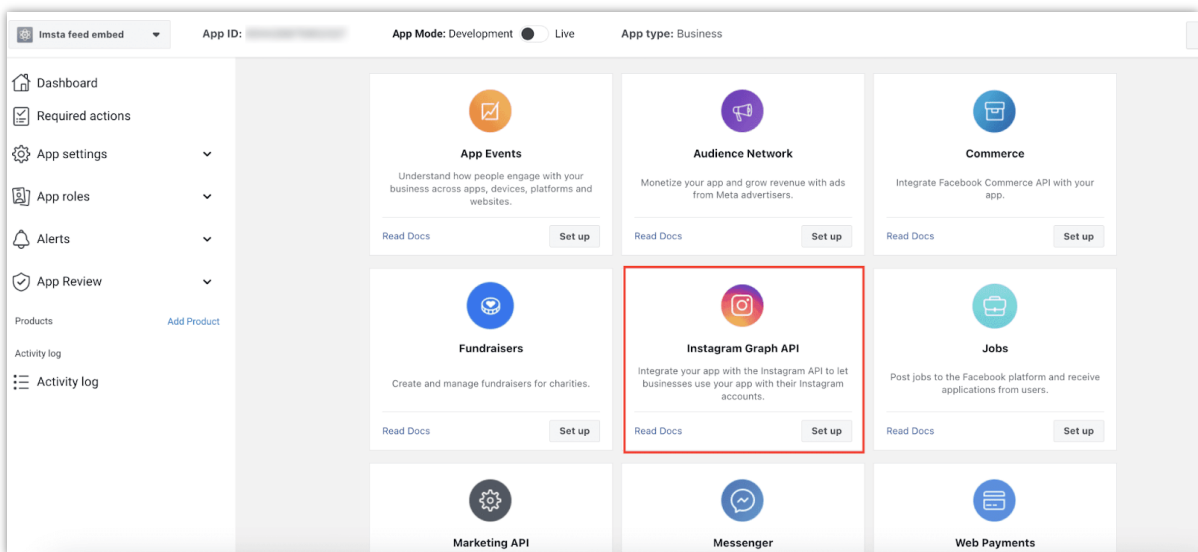 Imsta feed embed
App ID:
App Mode: Development
Live
App type: Business
Dashboard
Required actions
App settings
App roles
Alerts
App Review
Products
Add Product
Activity log
Activity log
App Events
Understand how people engage with your
business across apps, devices, platforms and
websites.
Read Docs
Set up
Audience Network
Monetize your app and grow revenue with ads
from Meta advertisers.
Read Docs
Set up
Commerce
Integrate Facebook Commerce API with your
app.
Read Docs
Set up
Fundraisers
Create and manage fundraisers for charities.
Read Docs
Set up
Instagram Graph API
Integrate your app with the Instagram API to let
businesses use your app with their Instagram
accounts.
Read Docs
Set up
Jobs
Post jobs to the Facebook platform and receive
applications from users.
Read Docs
Set up
Marketing API
Messenger
Web Payments